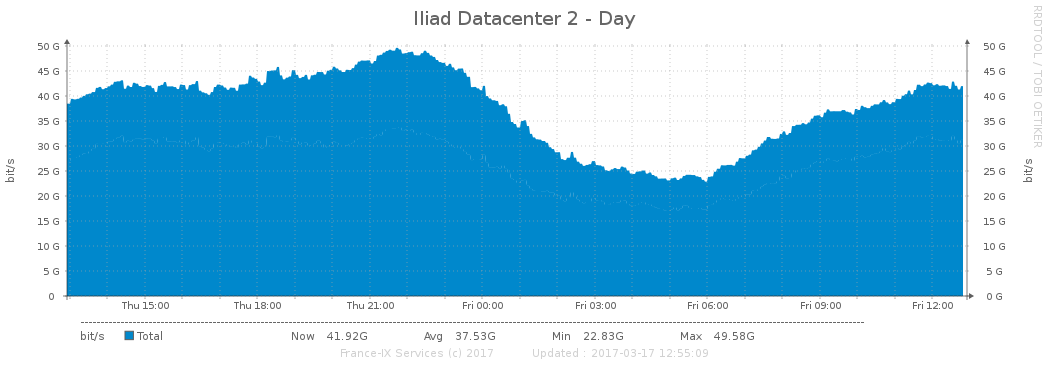 Iliad Datacenter 2 - Day
RRDTOOL / TOBI OETIKER
bit/s
50 G
45 G
40 G
35 G
30 G
25 G
20 G
15 G
10 G
5 G
0
50 G
45 G
40 G
35 G
30 G
25 G
20 G
15 G
10 G
5 G
0 G
bit/s
Thu 15:00 Thu 18:00 Thu 21:00 Fri 00:00 Fri 03:00 Fri 06:00 Fri 09:00 Fri 12:00
bit/s Total Now 41.92G Avg 37.53G Min 22.83G Max 49.58G
France-IX Services (c) 2017 Updated : 2017-03-17 12:55:09